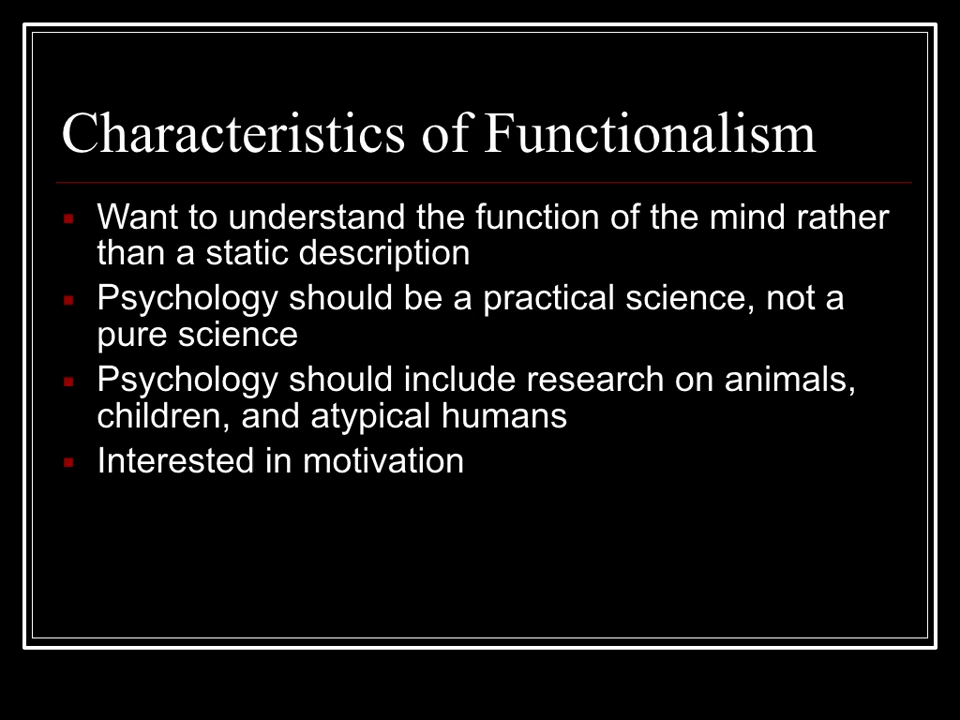 Characteristics of Functionalism
Want to understand the function of the mind rather
than a static description
Psychology should be a practical science, not a
pure science
Psychology should include research on animals,
children, and atypical humans
Interested in motivation